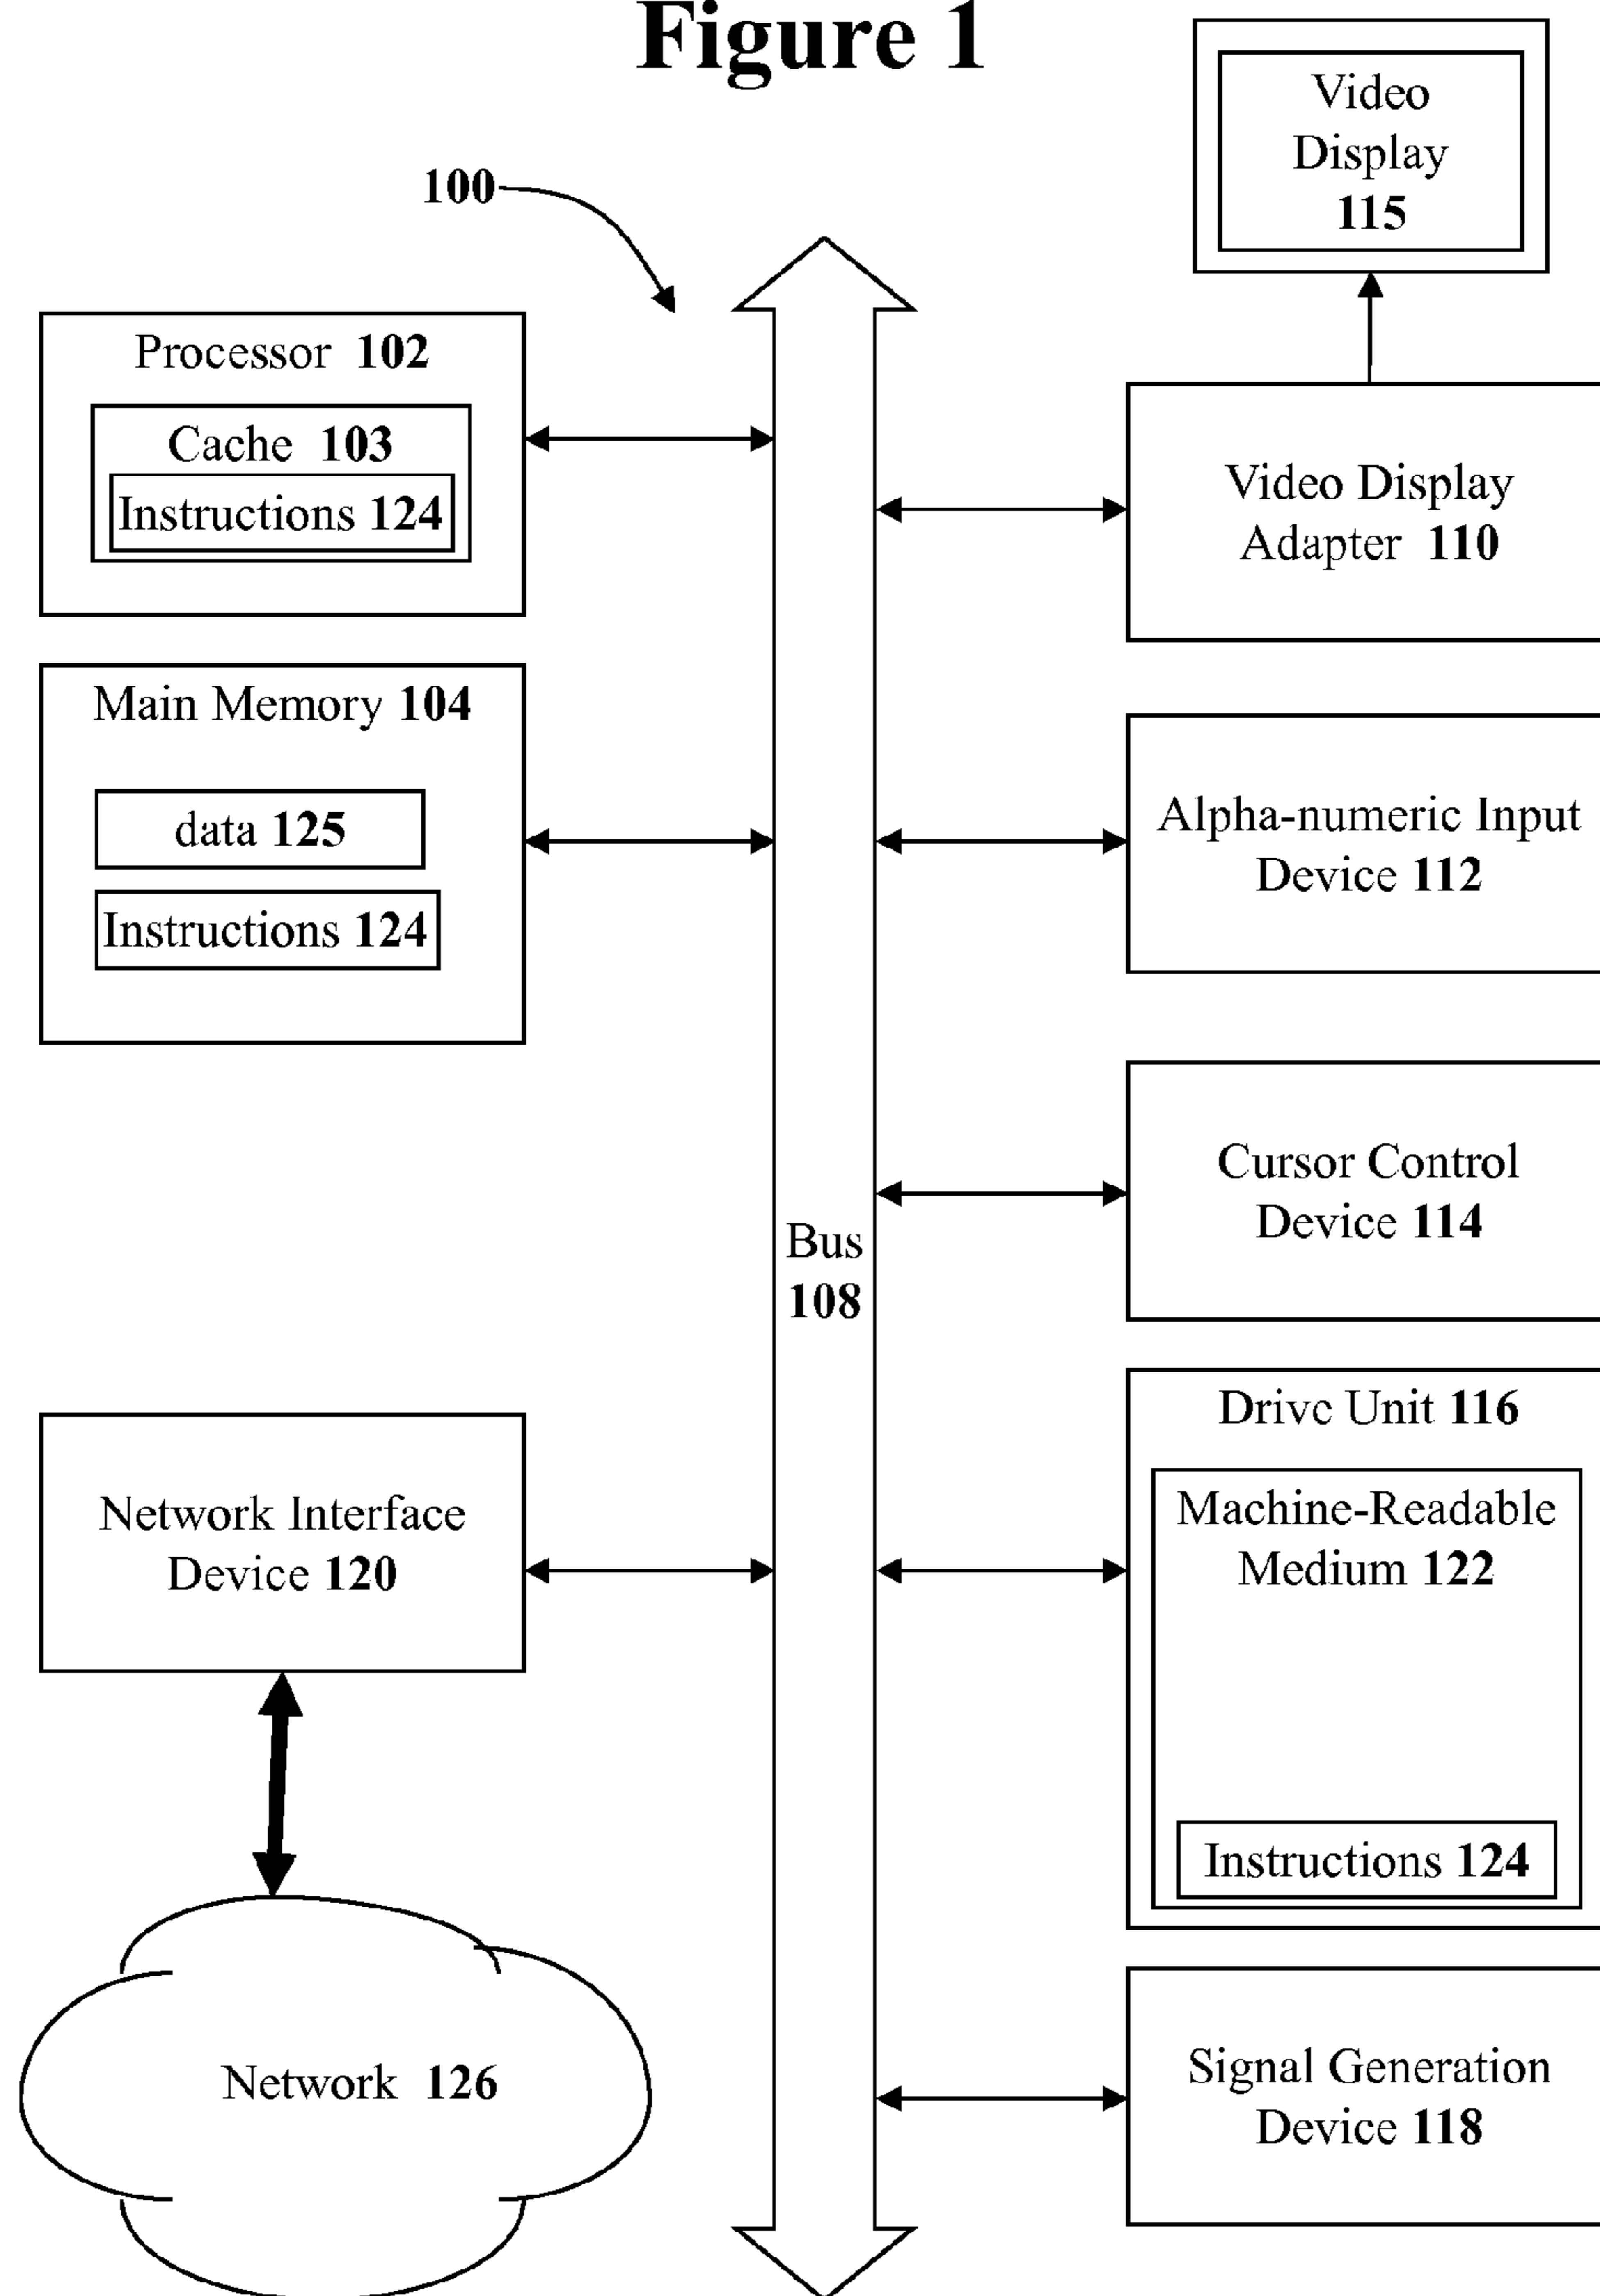 Figure 1
Video
Display
115
100
Processor 102
Cache 103
Instructions 124
Video Display
Adapter 110
Main Memory 104
data 125
Instructions 124
Alpha-numeric Input
Device 112
Cursor Control
Device 114
Bus
108
Drive Unit 116
Machine-Readable
Medium 122
Instructions 124
Network Interface
Device 120
Network 126
Signal Generation
Device 118